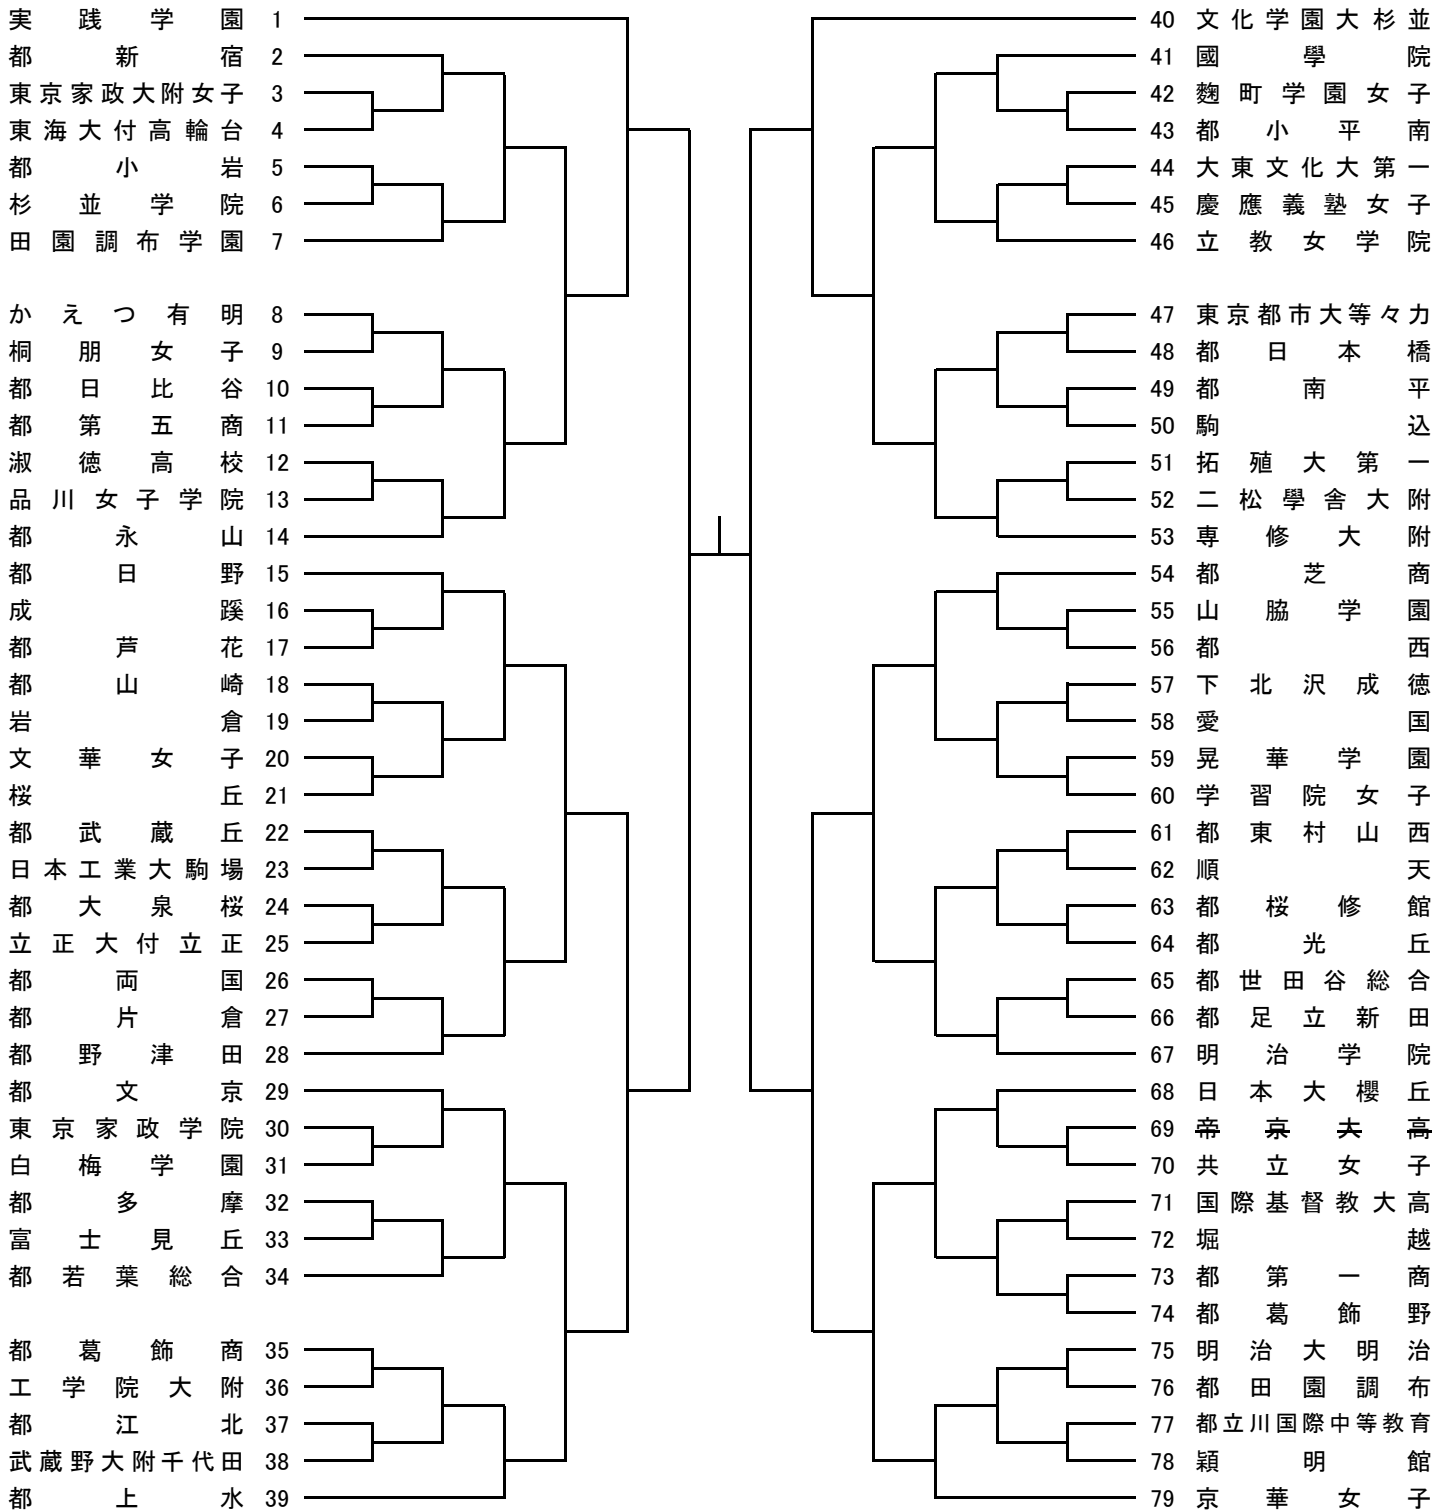 実践学園 1
都新宿 2
東京家政大附女子 3
東海大付高輪台 4
都小岩 5
杉並学院 6
田園調布学園 7
かえつ有明 8
桐朋女子 9
都日比谷 10
都第五商 11
淑徳高校 12
品川女子学院 13
都永山 14
都日野 15
成蹊 16
都芦花 17
都山崎 18
岩倉 19
文華女子 20
桜丘 21
都武蔵丘 22
日本工業大駒場 23
都大泉桜 24
立正大付立正 25
都両国 26
都片倉 27
都野津田 28
都文京 29
東京家政学院 30
白梅学園 31
都多摩 32
富士見丘 33
都若葉総合 34
都葛飾商 35
工学院大附 36
都江北 37
武蔵野大附千代田 38
都上水 39
40 文化学園大杉並
41 國學院
42 麴町学園女子
43 都小平南
44 大東文化大第一
45 慶應義塾女子
46 立教女学院
47 東京都市大等々力
48 都日本橋
49 都南平
50 駒込
51 拓殖大第一
52 二松學舎大附
53 専修大附
54 都芝商
55 山脇学園
56 都西
57 下北沢成徳
58 愛国
59 晃華学園
60 学習院女子
61 都東村山西
62 順天
63 都桜修館
64 都光丘
65 都世田谷総合
66 都足立新田
67 明治学院
68 日本大櫻丘
69 帝京大高
70 共立女子
71 国際基督教大高
72 堀越
73 都第一商
74 都葛飾野
75 明治大明治
76 都田園調布
77 都立川国際中等教育
78 穎明館
79 京華女子